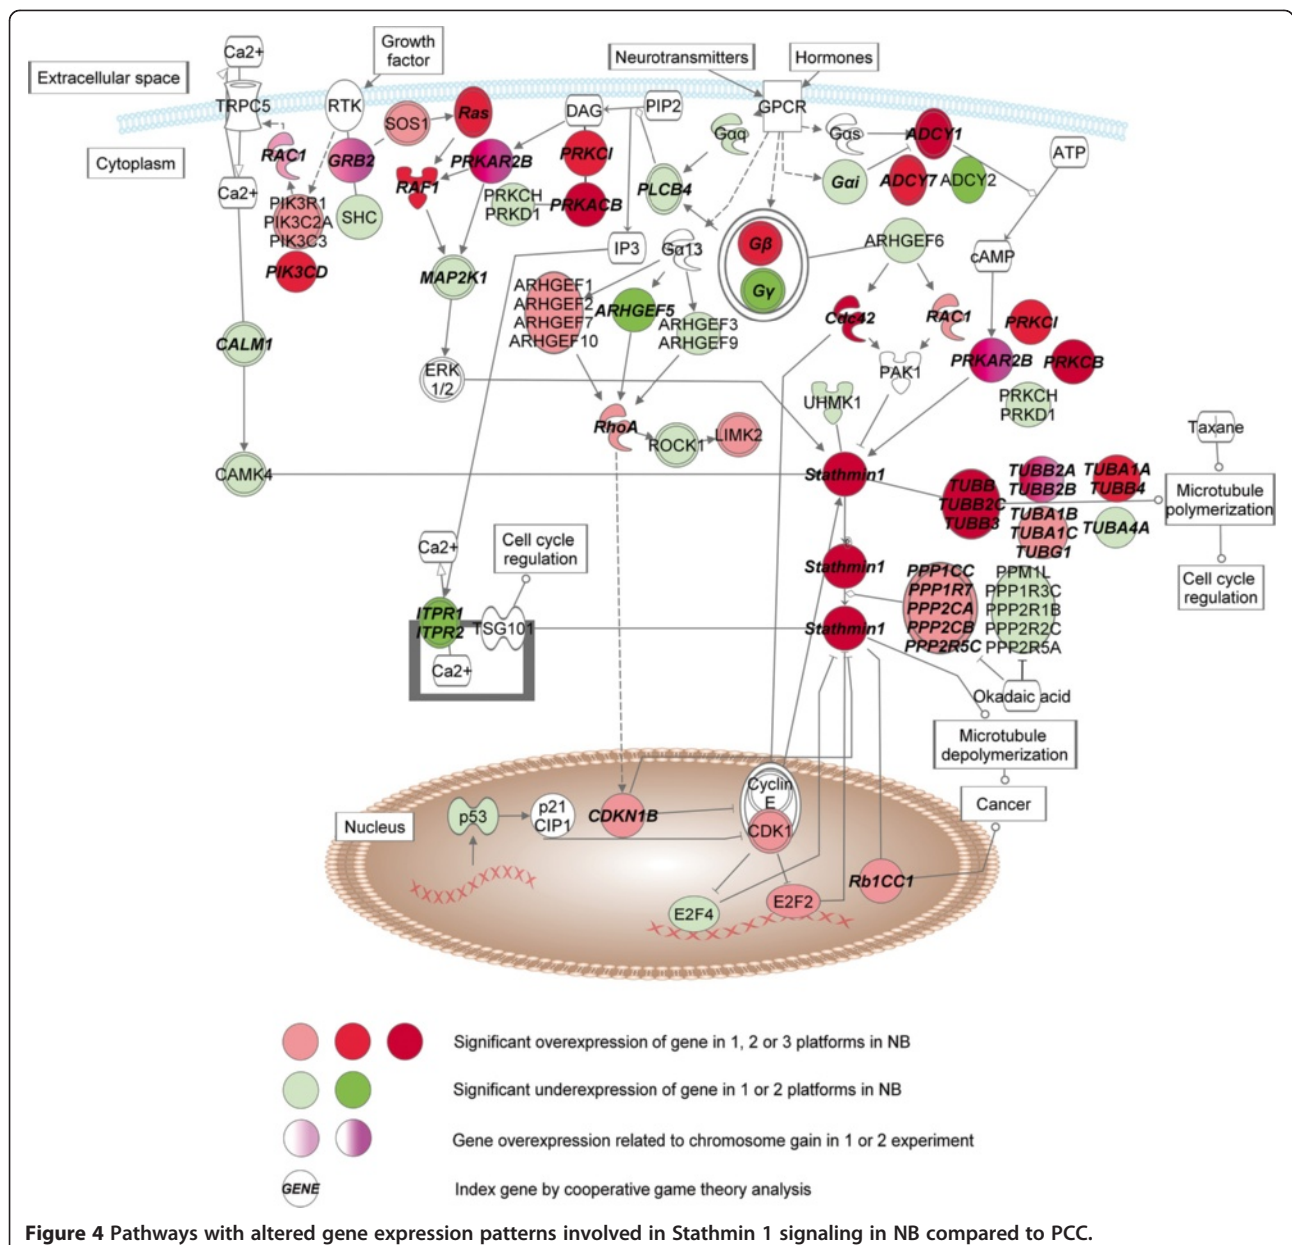 Extracellular space
Ca2+
Growth
factor
Neurotransmitters
Hormones
TRPC5
RTK
SOS1
Ras
DAG
PIP2
GPCR
Gαq
Gαs
ADCY1
ATP
Cytoplasm
RAC1
GRB2
PRKAR2B
PRKCI
RAF1
PLCB4
Gαi
ADCY7
ADCY2
Ca2+
PIK3R1
PIK3C2A
PIK3C3
SHC
PRKCH
PRKD1
PRKACB
PIK3CD
MAP2K1
IP3
Gα13
Gβ
Gγ
ARHGEF6
cAMP
ARHGEF1
ARHGEF2
ARHGEF7
ARHGEF10
ARHGEF5
ARHGEF3
ARHGEF9
Cdc42
RAC1
PRKCI
CALM1
ERK
1/2
PAK1
PRKAR2B
PRKCB
UHMK1
PRKCH
PRKD1
RhoA
ROCK1
LIMK2
Taxane
CAMK4
Stathmin1
TUBB
TUBB2C
TUBB3
TUBB2A
TUBB2B
TUBA1A
TUBB4
TUBA1B
TUBA1C
TUBG1
TUBA4A
Microtubule
polymerization
Ca2+
Cell cycle
regulation
Stathmin1
PPP1CC
PPP1R7
PPP2CA
PPP2CB
PPP2R5C
PPM1L
PPP1R3C
PPP2R1B
PPP2R2C
PPP2R5A
Cell cycle
regulation
ITPR1
ITPR2
TSG101
Stathmin1
Ca2+
Okadaic acid
Microtubule
depolymerization
Cancer
Nucleus
p53
p21
CIP1
CDKN1B
Cyclin
E
CDK1
Rb1CC1
E2F4
E2F2
Significant overexpression of gene in 1, 2 or 3 platforms in NB
Significant underexpression of gene in 1 or 2 platforms in NB
Gene overexpression related to chromosome gain in 1 or 2 experiment
GENE
Index gene by cooperative game theory analysis
Figure 4 Pathways with altered gene expression patterns involved in Stathmin 1 signaling in NB compared to PCC.